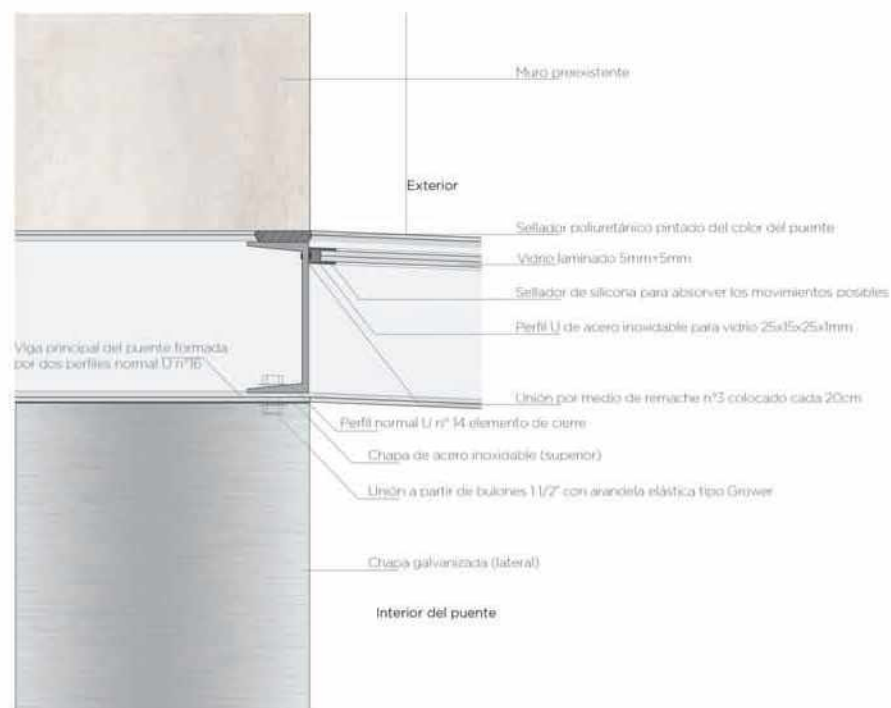 Muro preexistente
Exterior
Sellador poliuretánico pintado del color del puente
Vidrio laminado 5mm+5mm
Sellador de silicona para absorver los movimientos posibles
Perfil U de acero inoxidable para vidrio 25x15x25x1mm
Viga principal del puente formada
por dos perfiles normal U nº16
Unión por medio de remache nº3 colocado cada 20cm
Perfil normal U nº 14 elemento de cierre
Chapa de acero inoxidable (superior)
Unión a partir de bulones 1 1/2" con arandela elástica tipo Grower
Chapa galvanizada (lateral)
Interior del puente